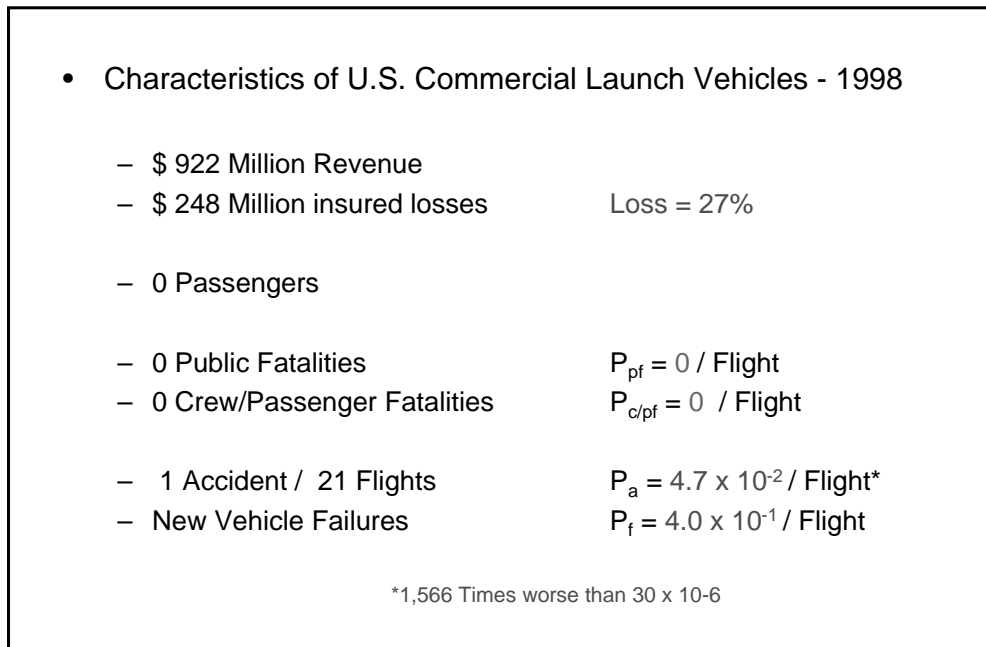 • Characteristics of U.S. Commercial Launch Vehicles - 1998
– $ 922 Million Revenue
– $ 248 Million insured losses Loss = 27%
– 0 Passengers
– 0 Public Fatalities P_pf = 0 / Flight
– 0 Crew/Passenger Fatalities P_c/pf = 0 / Flight
– 1 Accident / 21 Flights P_a = 4.7 x 10^-2 / Flight*
– New Vehicle Failures P_f = 4.0 x 10^-1 / Flight
*1,566 Times worse than 30 x 10-6